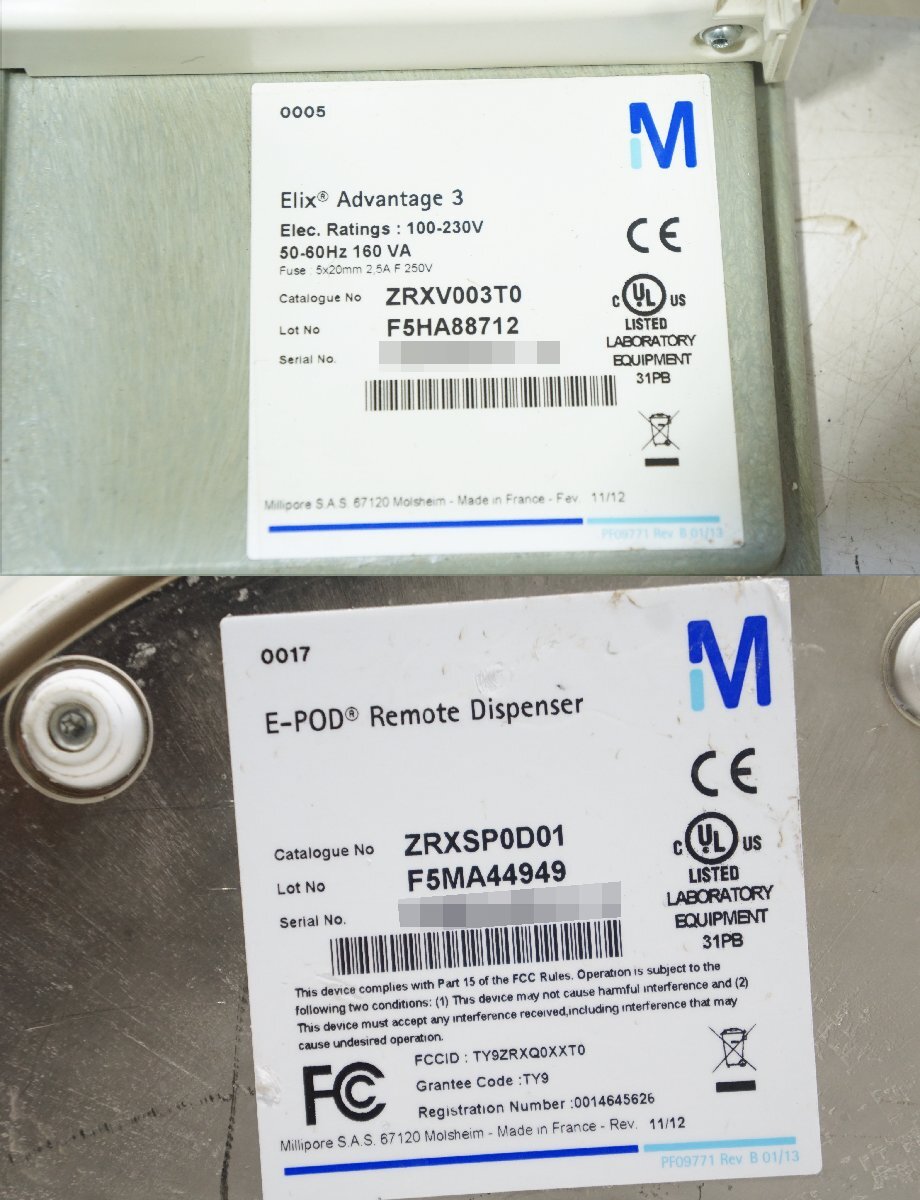 0005
M
Elix® Advantage 3
Elec. Ratings : 100-230V
50-60Hz 160 VA
Fuse : 5x20mm 2,5A F 250V
Catalogue No ZRXV003T0
Lot No F5HA88712
Serial No.
CE
C UL US
LISTED
LABORATORY
EQUIPMENT
31PB
Millipore S.A.S. 67120 Molsheim - Made in France - Fev. 11/12
PF09771 Rev. B 01/13
0017
M
E-POD® Remote Dispenser
Catalogue No ZRXSP0D01
Lot No F5MA44949
Serial No.
CE
C UL US
LISTED
LABORATORY
EQUIPMENT
31PB
This device complies with Part 15 of the FCC Rules. Operation is subject to the
following two conditions: (1) This device may not cause harmful interference and (2)
This device must accept any interference received,including interference that may
cause undesired operation.
FC
FCCID : TY9ZRXQ0XXT0
Grantee Code :TY9
Registration Number :0014645626
Millipore S.A.S. 67120 Molsheim - Made in France - Rev. 11/12
PF09771 Rev. B 01/13